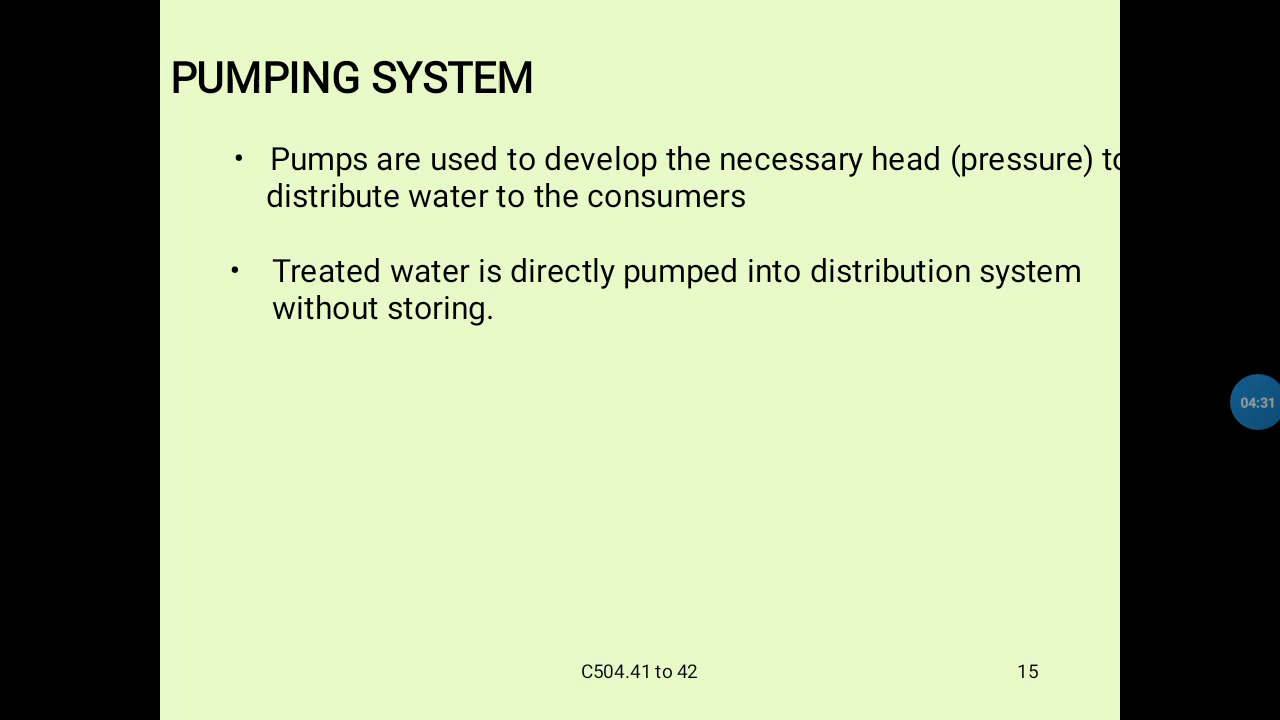 PUMPING SYSTEM
• Pumps are used to develop the necessary head (pressure) to
distribute water to the consumers
• Treated water is directly pumped into distribution system
without storing.
04:31
C504.41 to 42
15